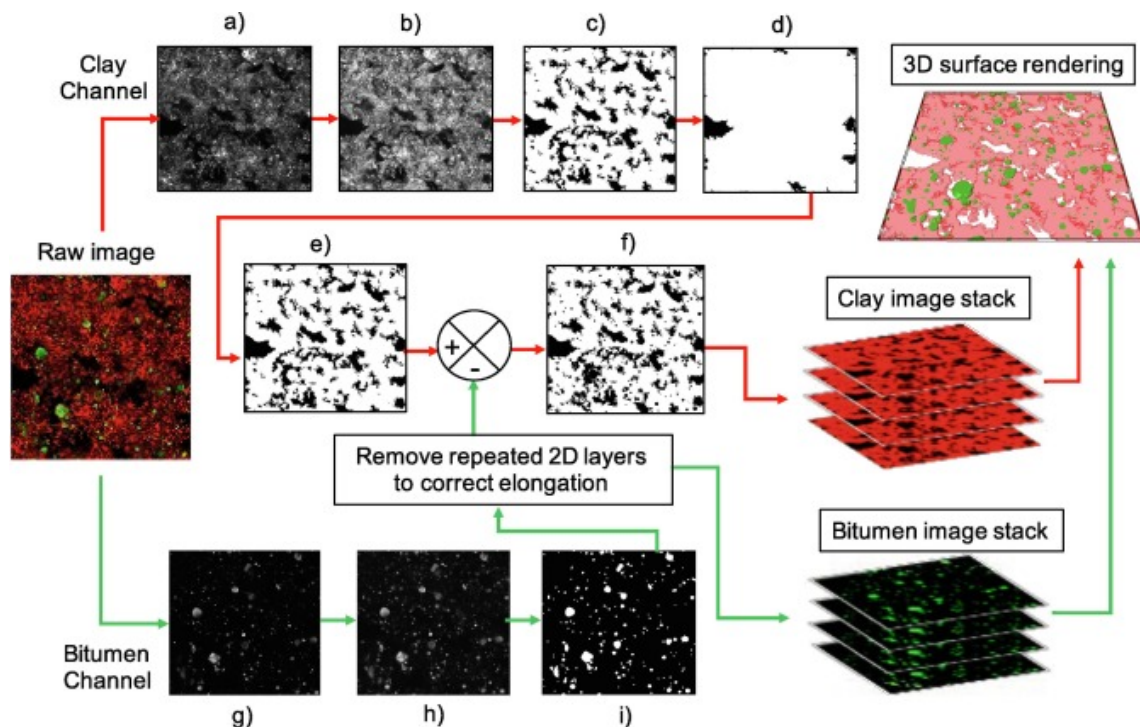 a)
b)
c)
d)
Clay
Channel
3D surface rendering
Raw image
e)
f)
+
-
Clay image stack
Remove repeated 2D layers
to correct elongation
Bitumen image stack
Bitumen
Channel
g)
h)
i)